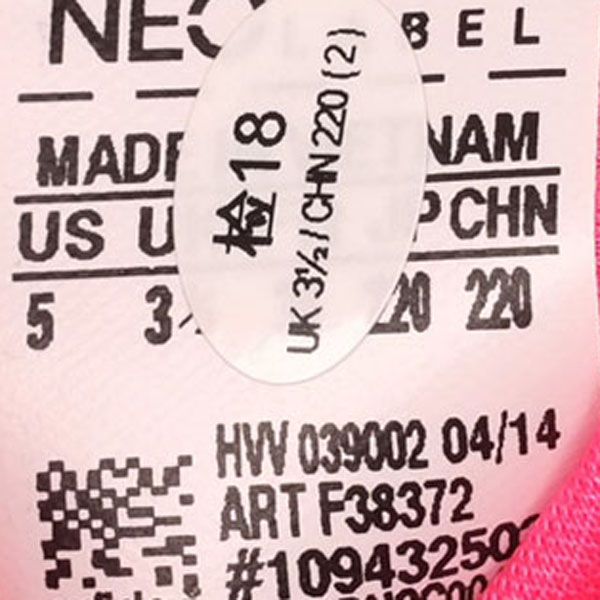 NEO
BEL
MADE
NAM
US U
P CHN
5 3
220 220
检18
UK 3½ / CHN 220 (2)
HVV 039002 04/14
ART F38372
#109432502